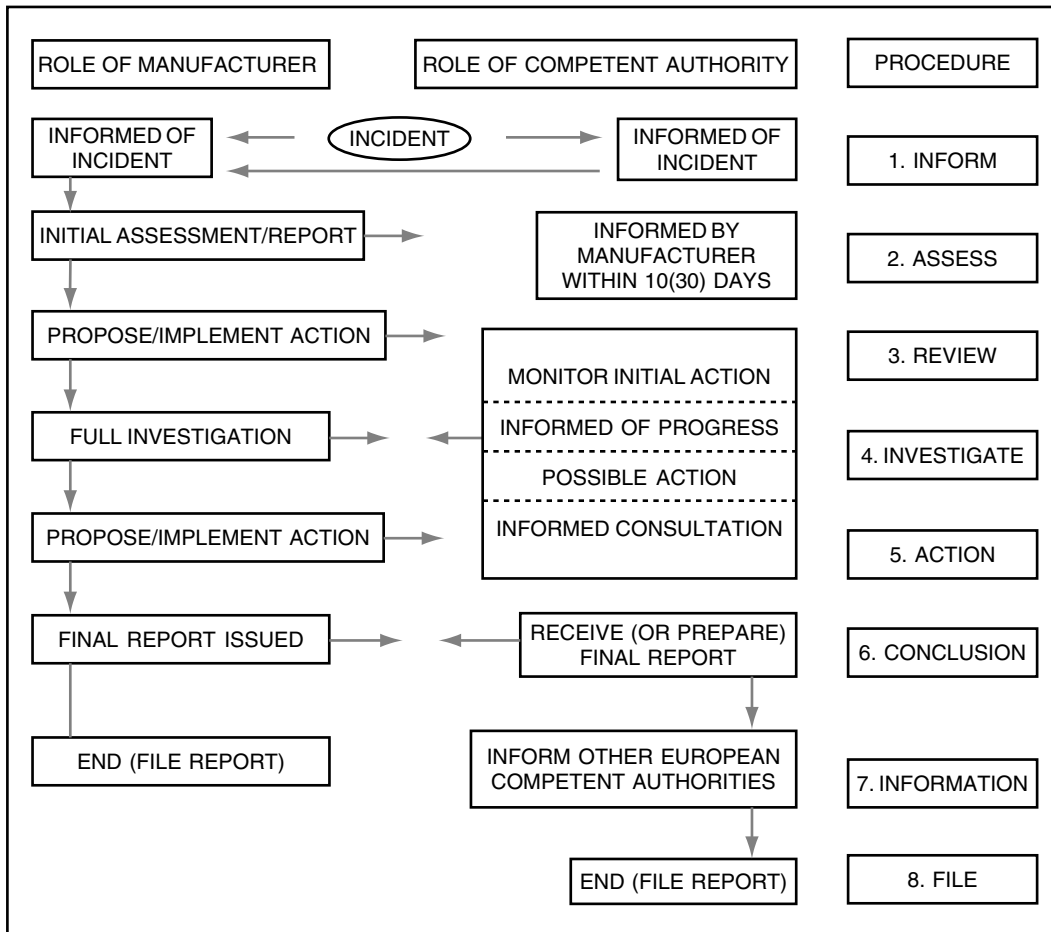 ROLE OF MANUFACTURER
ROLE OF COMPETENT AUTHORITY
PROCEDURE
INFORMED OF
INCIDENT
INCIDENT
INFORMED OF
INCIDENT
1. INFORM
INITIAL ASSESSMENT/REPORT
INFORMED BY
MANUFACTURER
WITHIN 10(30) DAYS
2. ASSESS
PROPOSE/IMPLEMENT ACTION
MONITOR INITIAL ACTION
3. REVIEW
FULL INVESTIGATION
INFORMED OF PROGRESS
POSSIBLE ACTION
4. INVESTIGATE
PROPOSE/IMPLEMENT ACTION
INFORMED CONSULTATION
5. ACTION
FINAL REPORT ISSUED
RECEIVE (OR PREPARE)
FINAL REPORT
6. CONCLUSION
END (FILE REPORT)
INFORM OTHER EUROPEAN
COMPETENT AUTHORITIES
7. INFORMATION
END (FILE REPORT)
8. FILE